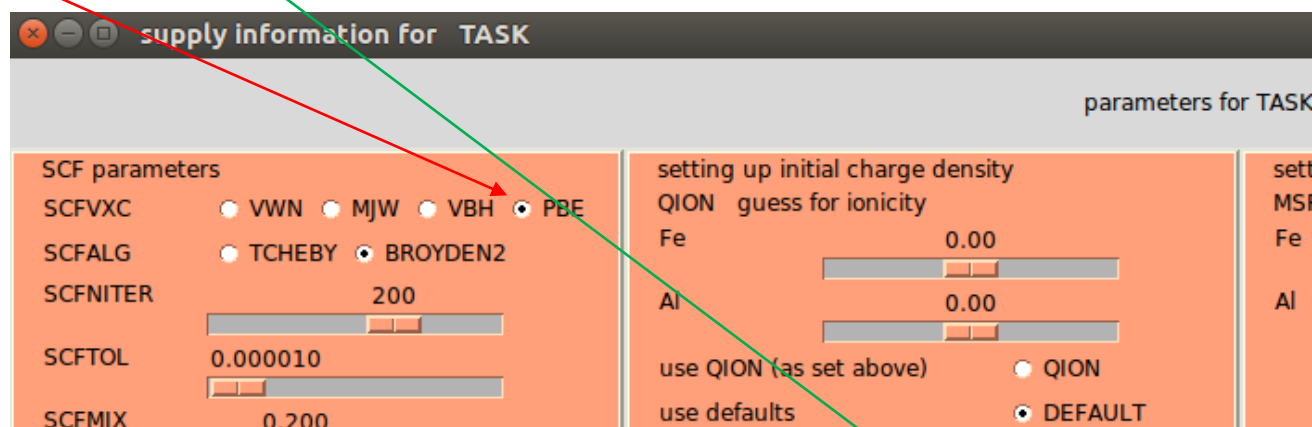 supply information for TASK
parameters for TASK
SCF parameters
SCFVXC VWN MJW VBH PBE
SCFALG TCHEBY BROYDEN2
SCFNITER 200
SCFTOL 0.000010
SCFMIX 0.200
setting up initial charge density
QION guess for ionicity
Fe 0.00
Al 0.00
use QION (as set above) QION
use defaults DEFAULT
Fe
Al